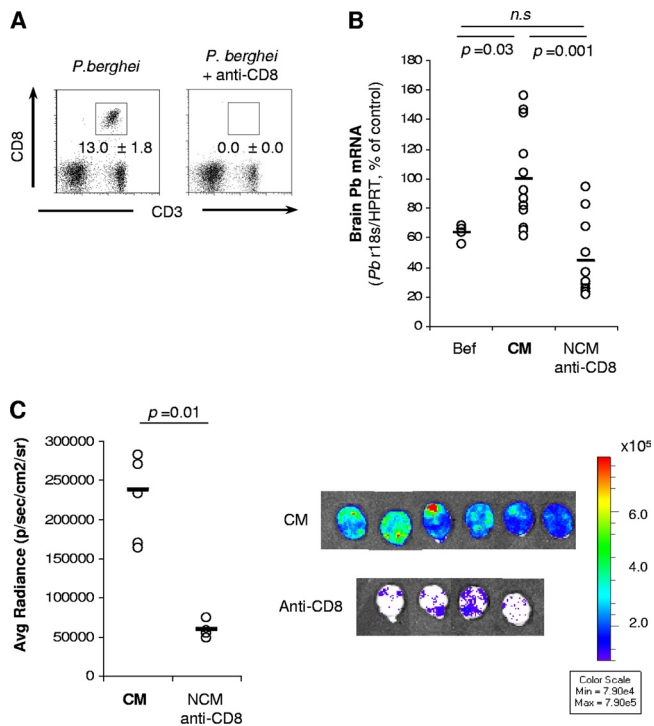 A
P.berghei
P. berghei
+ anti-CD8
CD8
13.0 ± 1.8
0.0 ± 0.0
CD3
B
n.s
p =0.03
p =0.001
Brain Pb mRNA
(Pb r18s/HPRT, % of control)
180
160
140
120
100
80
60
40
20
0
Bef
CM
NCM
anti-CD8
C
p =0.01
Avg Radiance (p/sec/cm2/sr)
300000
250000
200000
150000
100000
50000
0
CM
NCM
anti-CD8
CM
Anti-CD8
x10⁵
6.0
4.0
2.0
Color Scale
Min = 7.90e4
Max = 7.90e5